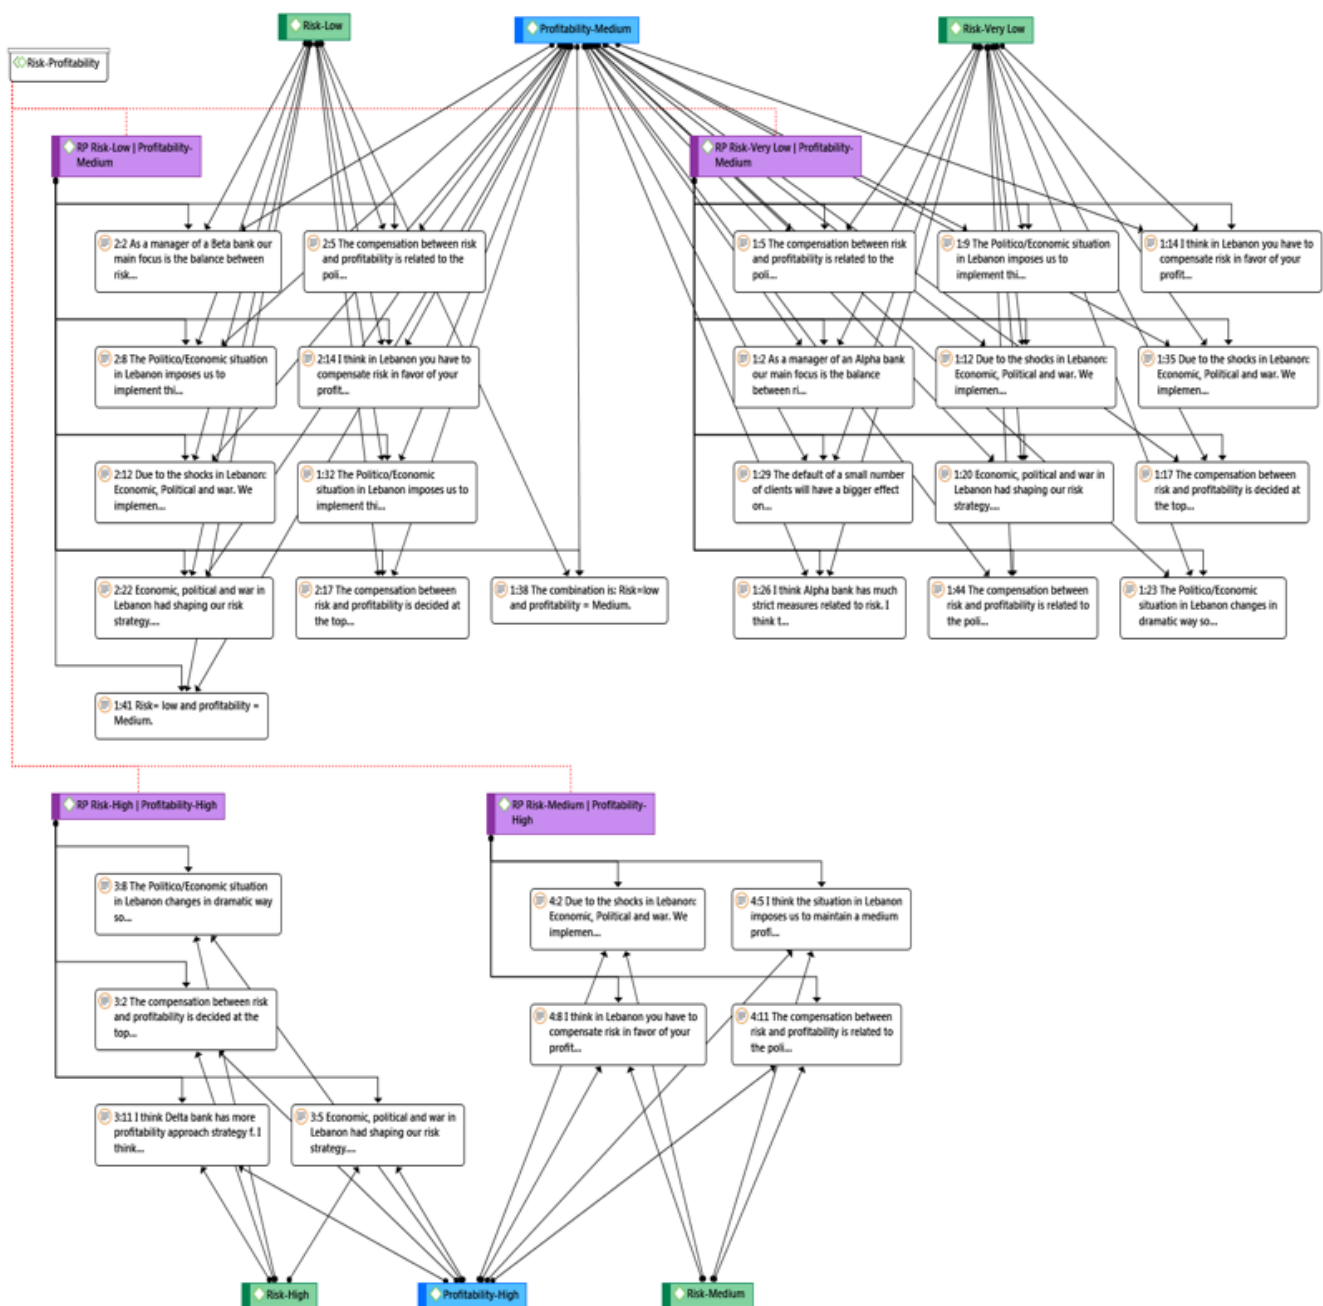 Risk-Low
Profitability-Medium
Risk-Very Low
Risk-Profitability
RP Risk-Low | Profitability-
Medium
RP Risk-Very Low | Profitability-
Medium
2:2 As a manager of a Beta bank our
main focus is the balance between
risk...
2:5 The compensation between risk
and profitability is related to the
poli...
1:5 The compensation between risk
and profitability is related to the
poli...
1:9 The Politico/Economic situation
in Lebanon imposes us to
implement thi...
1:14 I think in Lebanon you have to
compensate risk in favor of your
profit...
2:8 The Politico/Economic situation
in Lebanon imposes us to
implement thi...
2:14 I think in Lebanon you have to
compensate risk in favor of your
profit...
1:2 As a manager of an Alpha bank
our main focus is the balance
between ri...
1:12 Due to the shocks in Lebanon:
Economic, Political and war. We
implemen...
1:35 Due to the shocks in Lebanon:
Economic, Political and war. We
implemen...
2:12 Due to the shocks in Lebanon:
Economic, Political and war. We
implemen...
1:32 The Politico/Economic
situation in Lebanon imposes us to
implement thi...
1:29 The default of a small number
of clients will have a bigger effect
on...
1:20 Economic, political and war in
Lebanon had shaping our risk
strategy....
1:17 The compensation between
risk and profitability is decided at
the top...
2:22 Economic, political and war in
Lebanon had shaping our risk
strategy....
2:17 The compensation between
risk and profitability is decided at
the top...
1:38 The combination is: Risk=low
and profitability = Medium.
1:26 I think Alpha bank has much
strict measures related to risk. I
think t...
1:44 The compensation between
risk and profitability is related to
the poli...
1:23 The Politico/Economic
situation in Lebanon changes in
dramatic way so...
1:41 Risk= low and profitability =
Medium.
RP Risk-High | Profitability-High
RP Risk-Medium | Profitability-
High
3:8 The Politico/Economic situation
in Lebanon changes in dramatic way
so...
4:2 Due to the shocks in Lebanon:
Economic, Political and war. We
implemen...
4:5 I think the situation in Lebanon
imposes us to maintain a medium
profi...
3:2 The compensation between risk
and profitability is decided at the
top...
4:8 I think in Lebanon you have to
compensate risk in favor of your
profit...
4:11 The compensation between
risk and profitability is related to
the poli...
3:11 I think Delta bank has more
profitability approach strategy f. I
think...
3:5 Economic, political and war in
Lebanon had shaping our risk
strategy....
Risk-High
Profitability-High
Risk-Medium